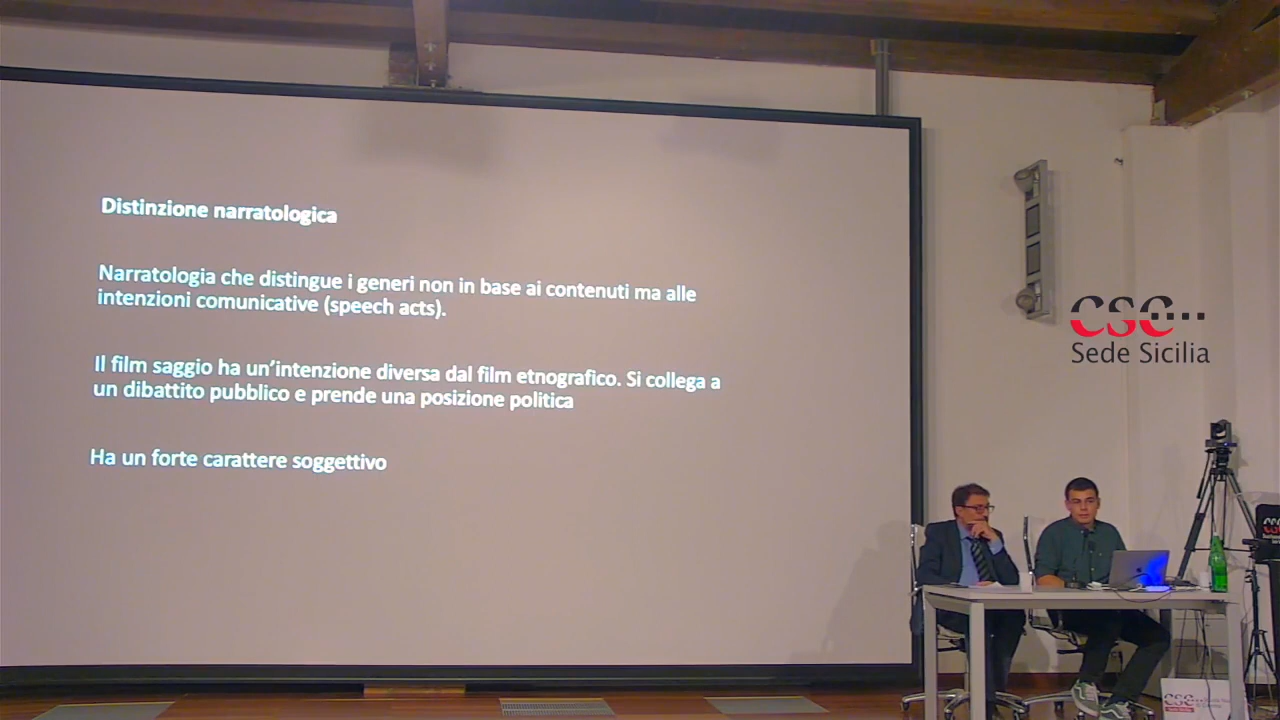 Distinzione narratologica
Narratologia che distingue i generi non in base ai contenuti ma alle
intenzioni comunicative (speech acts).
Il film saggio ha un'intenzione diversa dal film etnografico. Si collega a
un dibattito pubblico e prende una posizione politica
Ha un forte carattere soggettivo
CSC...
Sede Sicilia